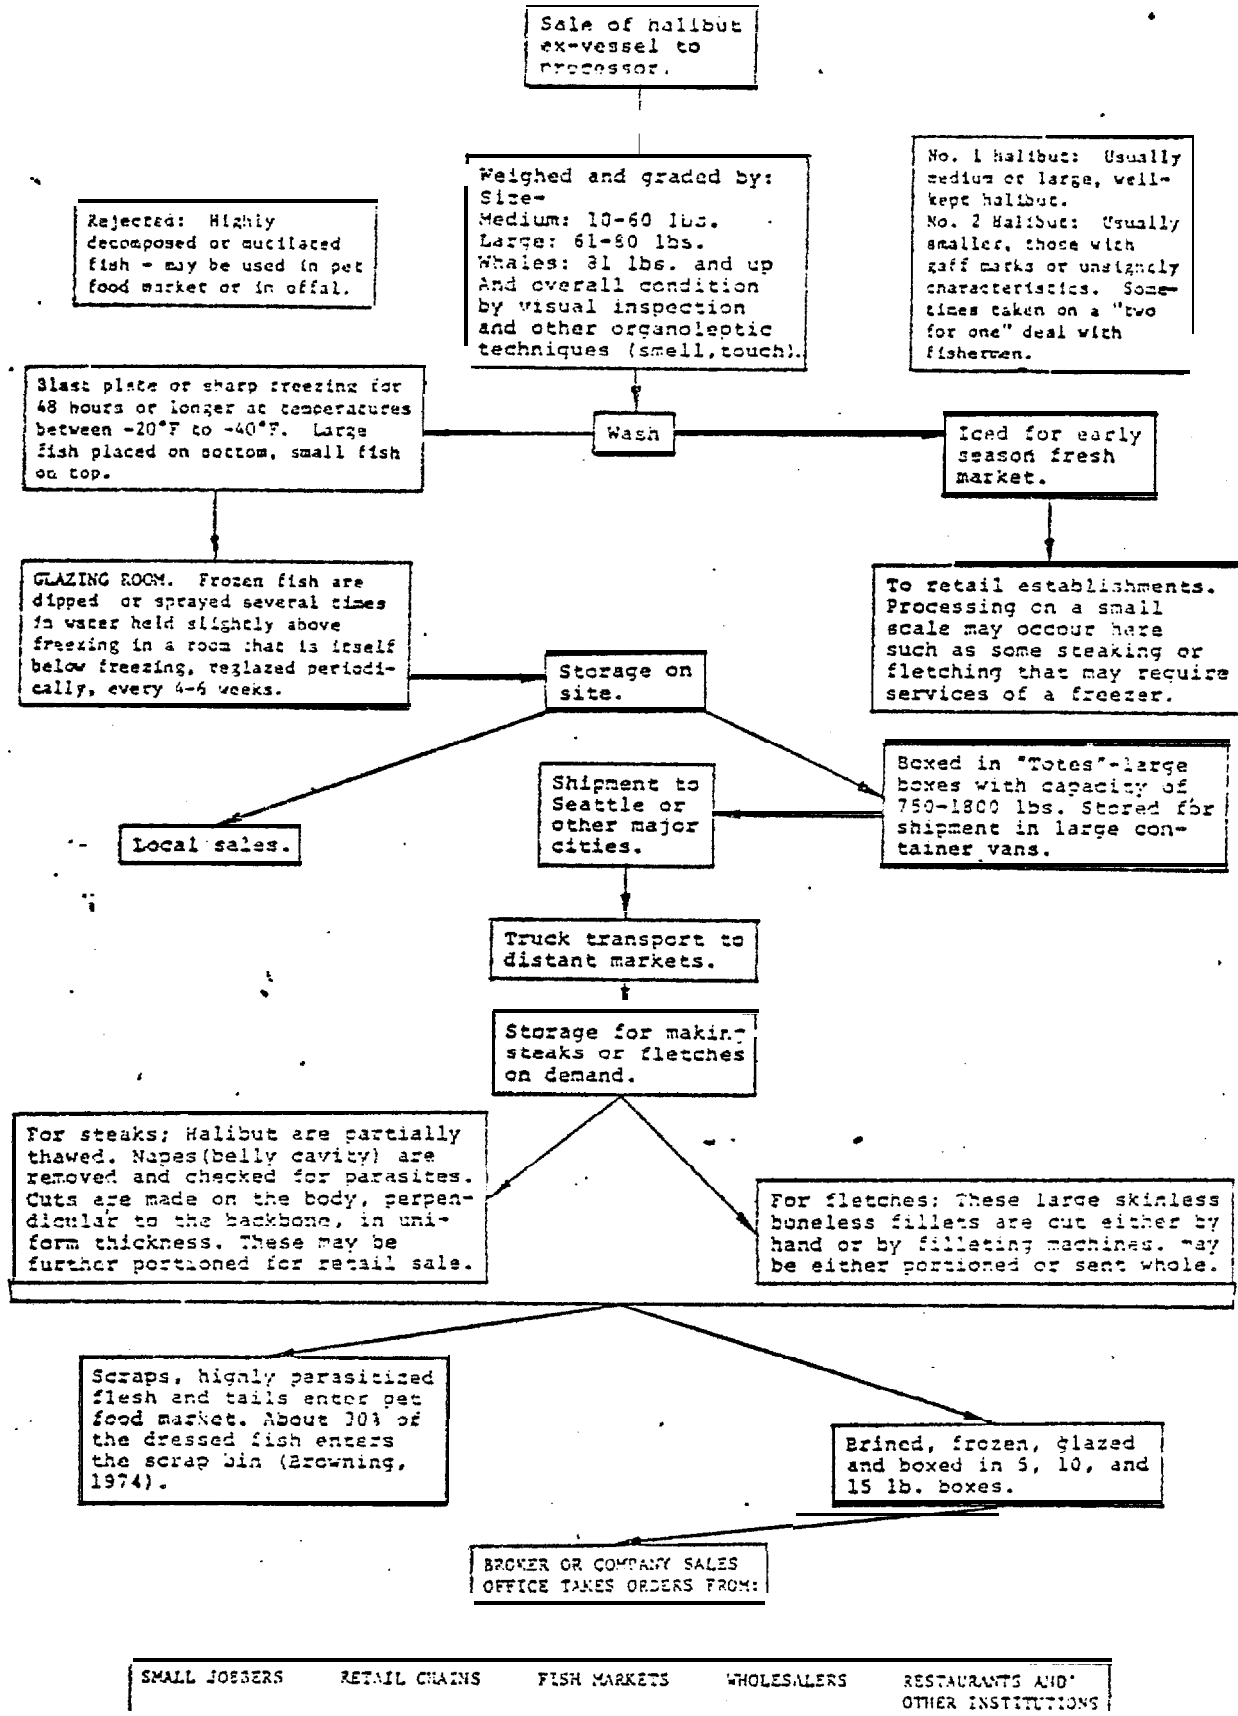 Sale of halibut
ex-vessel to
processor.
Weighed and graded by:
Size-
Medium: 10-60 lbs.
Large: 61-80 lbs.
Whales: 81 lbs. and up
And overall condition
by visual inspection
and other organoleptic
techniques (smell,touch).
No. 1 halibut: Usually
medium or large, well-
kept halibut.
No. 2 Halibut: Usually
smaller, those with
gaff marks or unsightly
characteristics. Some-
times taken on a "two
for one" deal with
fishermen.
Rejected: Highly
decomposed or mutilated
fish - may be used in pet
food market or in offal.
Blast plate or sharp freezing for
48 hours or longer at temperatures
between -20°F to -40°F. Large
fish placed on bottom, small fish
on top.
Wash
Iced for early
season fresh
market.
GLAZING ROOM. Frozen fish are
dipped or sprayed several times
in water held slightly above
freezing in a room that is itself
below freezing, reglazed periodi-
cally, every 4-6 weeks.
Storage on
site.
To retail establishments.
Processing on a small
scale may occour here
such as some steaking or
fletching that may require
services of a freezer.
Local sales.
Shipment to
Seattle or
other major
cities.
Boxed in "Totes"-large
boxes with capacity of
750-1800 lbs. Stored for
shipment in large con-
tainer vans.
Truck transport to
distant markets.
Storage for making
steaks or fletches
on demand.
For steaks; Halibut are partially
thawed. Napes(belly cavity) are
removed and checked for parasites.
Cuts are made on the body, perpen-
dicular to the backbone, in uni-
form thickness. These may be
further portioned for retail sale.
For fletches; These large skinless
boneless fillets are cut either by
hand or by filleting machines. may
be either portioned or sent whole.
Scraps, highly parasitized
flesh and tails enter pet
food market. About 30% of
the dressed fish enters
the scrap bin (Browning,
1974).
Brined, frozen, glazed
and boxed in 5, 10, and
15 lb. boxes.
BROKER OR COMPANY SALES
OFFICE TAKES ORDERS FROM:
SMALL JOBBERS RETAIL CHAINS FISH MARKETS WHOLESALERS RESTAURANTS AND
OTHER INSTITUTIONS